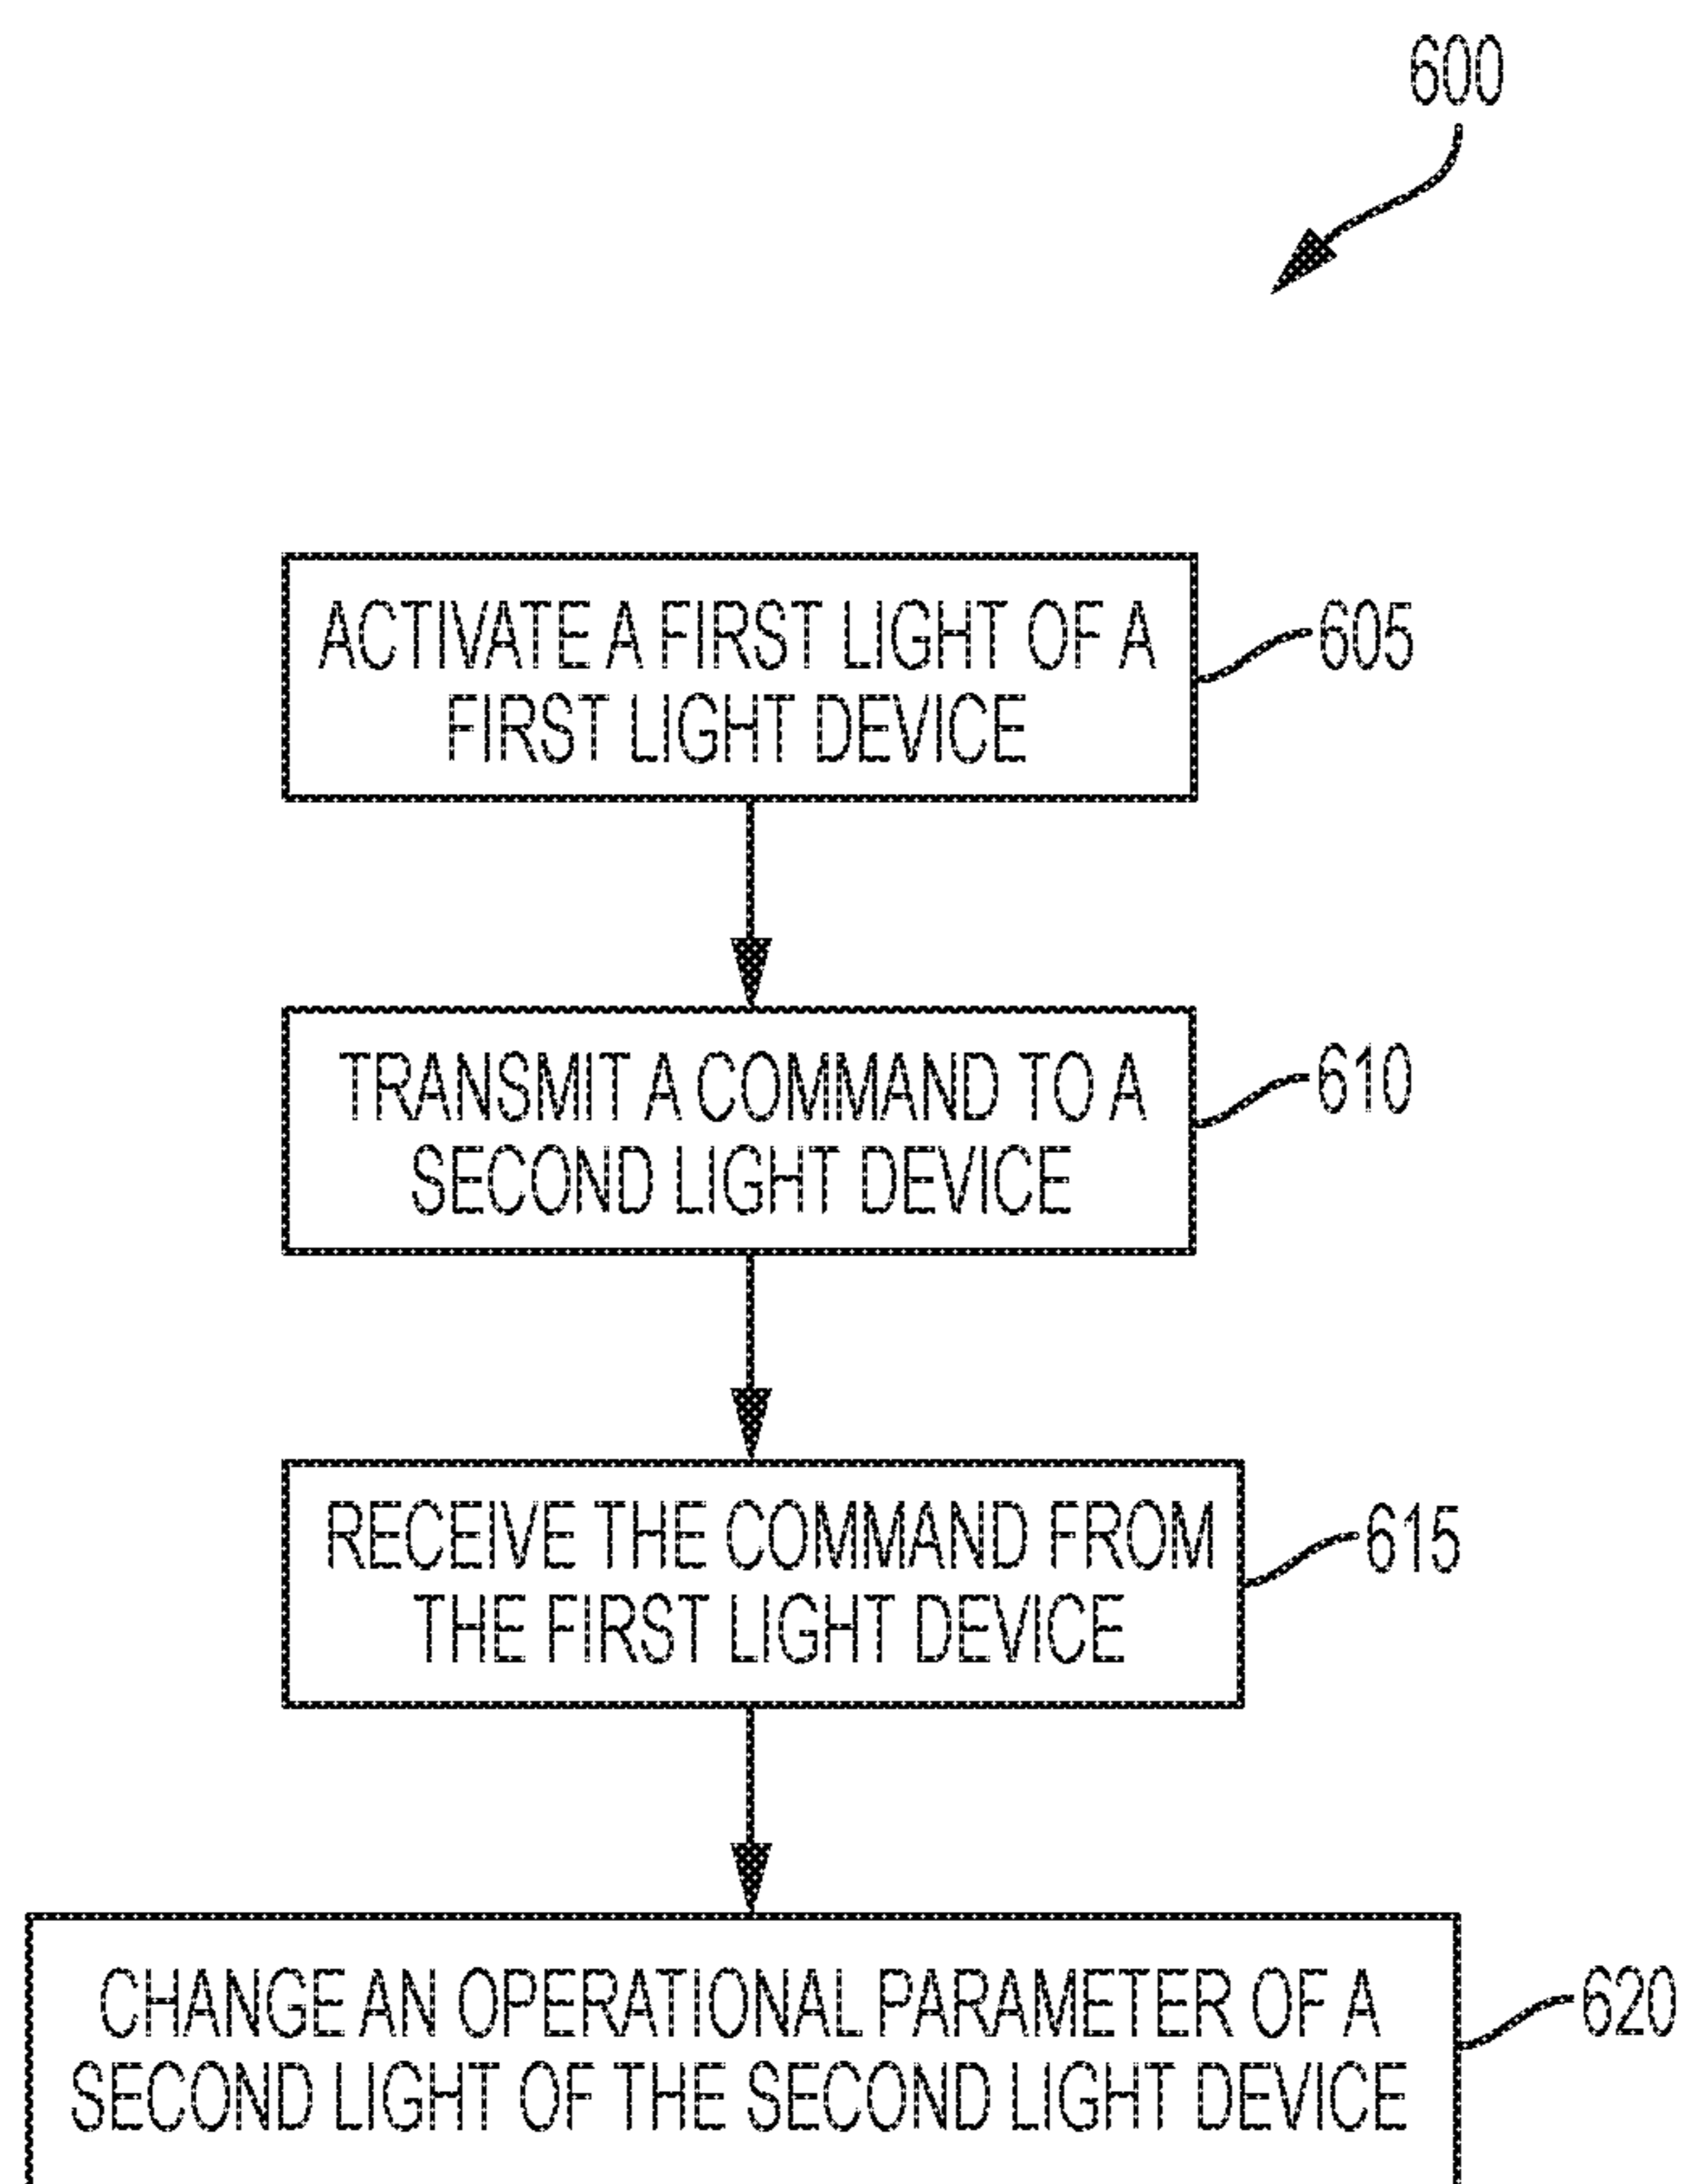 600
ACTIVATE A FIRST LIGHT OF A
FIRST LIGHT DEVICE
605
TRANSMIT A COMMAND TO A
SECOND LIGHT DEVICE
610
RECEIVE THE COMMAND FROM
THE FIRST LIGHT DEVICE
615
CHANGE AN OPERATIONAL PARAMETER OF A
SECOND LIGHT OF THE SECOND LIGHT DEVICE
620